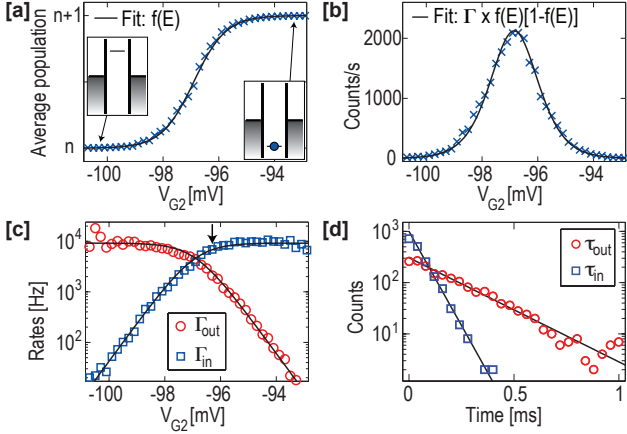 [a]
n+1
Fit: f(E)
Average population
n
-100 -98 -96 -94
V_G2 [mV]
[b]
Fit: Γ x f(E)[1-f(E)]
2000
1000
0
Counts/s
-100 -98 -96 -94
V_G2 [mV]
[c]
10^4
10^3
10^2
Rates [Hz]
Γ_out
Γ_in
-100 -98 -96 -94
V_G2 [mV]
[d]
10^3
10^2
10^1
Counts
τ_out
τ_in
0 0.5 1
Time [ms]